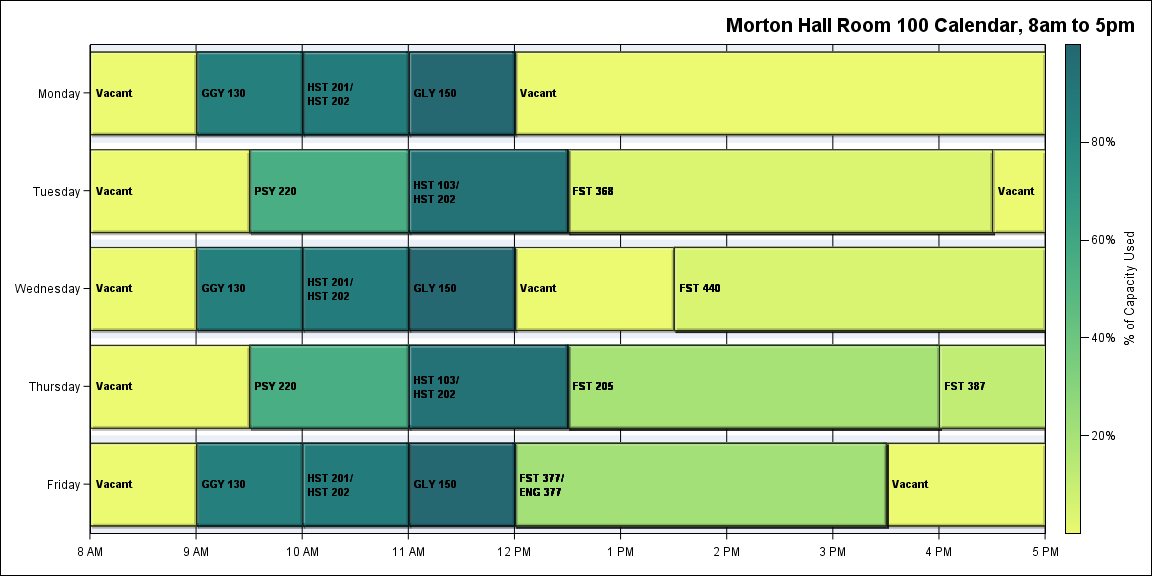 Morton Hall Room 100 Calendar, 8am to 5pm
Monday
Vacant
GGY 130
HST 201/
HST 202
GLY 150
Vacant
Tuesday
Vacant
PSY 220
HST 103/
HST 202
FST 368
Vacant
Wednesday
Vacant
GGY 130
HST 201/
HST 202
GLY 150
Vacant
FST 440
Thursday
Vacant
PSY 220
HST 103/
HST 202
FST 205
FST 387
Friday
Vacant
GGY 130
HST 201/
HST 202
GLY 150
FST 377/
ENG 377
Vacant
8 AM
9 AM
10 AM
11 AM
12 PM
1 PM
2 PM
3 PM
4 PM
5 PM
80%
60%
40%
20%
% of Capacity Used